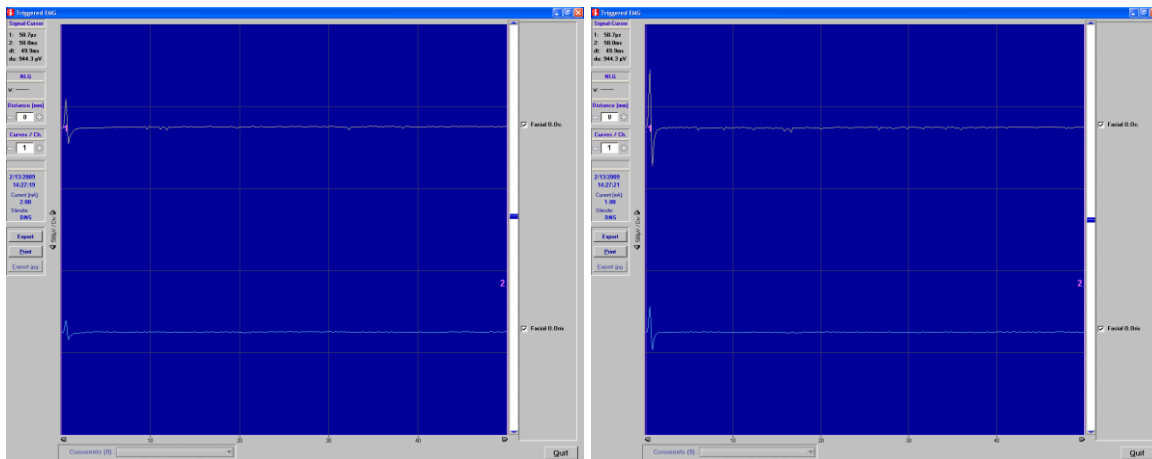 Triggered EMG
Signal-Cursor
1: 50.7µs
2: 50.0ms
dt: 49.9ms
du: 944.3 µV
NLG
v: -----
Distance [mm]
0
Curves / Ch.
1
2/13/2009
14:27:19
Current [mA]
2.00
DNS
Export
Print
Export jpg
500µV / Div
Facial O.Oc.
2
Facial O.Oris
10
20
30
40
Comments (0)
Quit
Triggered EMG
Signal-Cursor
1: 50.7µs
2: 50.0ms
dt: 49.9ms
du: 944.3 µV
NLG
v: -----
Distance [mm]
0
Curves / Ch.
1
2/13/2009
14:27:21
Current [mA]
1.00
DNS
Export
Print
Export jpg
500µV / Div
Facial O.Oc.
2
Facial O.Oris
10
20
30
40
Comments (0)
Quit